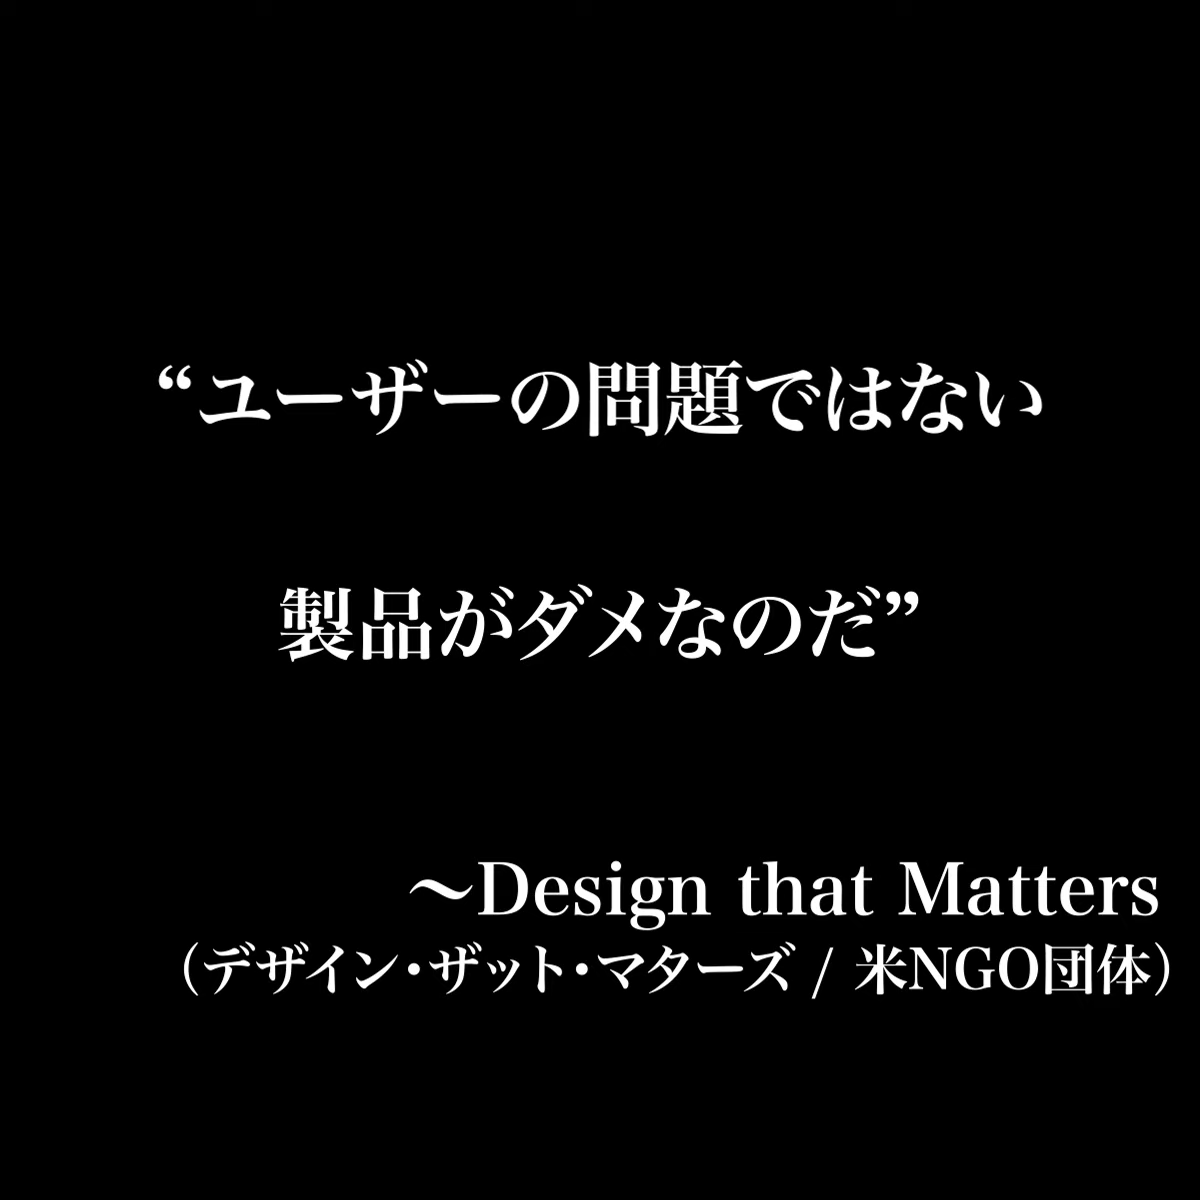 “ユーザーの問題ではない
製品がダメなのだ”
〜Design that Matters
（デザイン・ザット・マターズ / 米NGO団体）